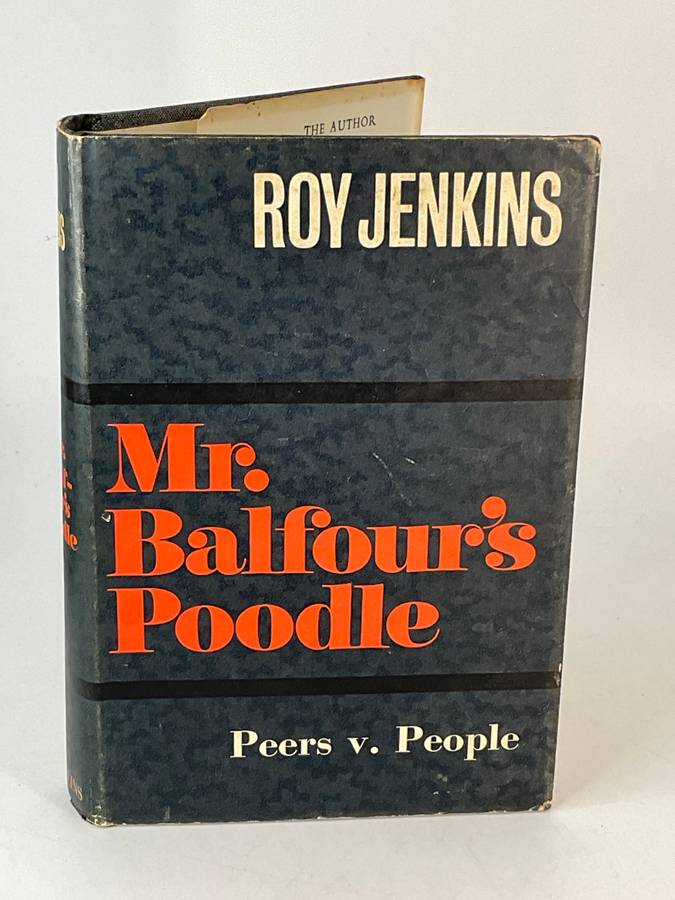 THE AUTHOR
ROY JENKINS
Mr.
Balfour's
Poodle
Peers v. People